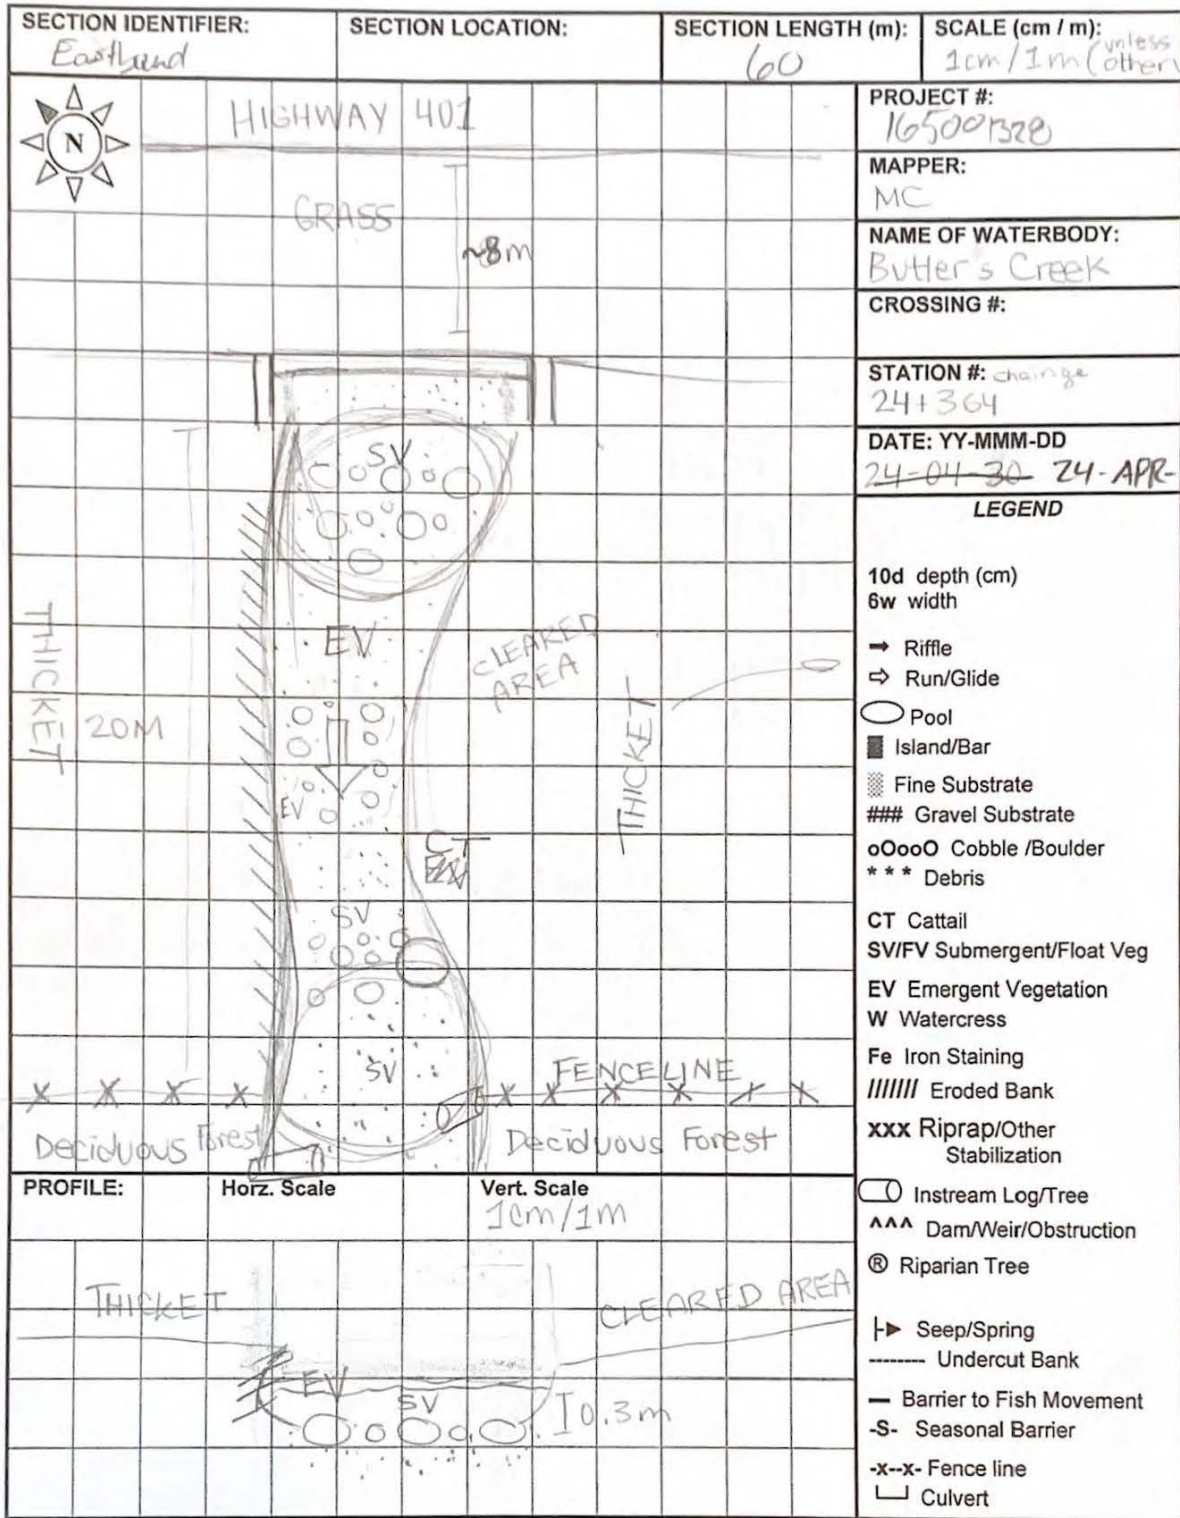 SECTION IDENTIFIER:
Eastbund
SECTION LOCATION:
SECTION LENGTH (m):
60
SCALE (cm / m):
1cm/1m (unless
other
N
HIGHWAY 401
GRASS
~8m
SV
EV
CLEARED
AREA
THICKET
20M
THICKET
EV
CT
SV
SV
FENCELINE
Deciduous Forest
Deciduous Forest
PROJECT #:
MAPPER:
MC
NAME OF WATERBODY:
Butler's Creek
CROSSING #:
STATION #: chainge
24+364
DATE: YY-MMM-DD
24-04-30 24-APR-
LEGEND
10d depth (cm)
6w width
Riffle
Run/Glide
Pool
Island/Bar
Fine Substrate
### Gravel Substrate
oOooO Cobble /Boulder
* * * Debris
CT Cattail
SV/FV Submergent/Float Veg
EV Emergent Vegetation
W Watercress
Fe Iron Staining
/////// Eroded Bank
xxx Riprap/Other
Stabilization
Instream Log/Tree
^^^ Dam/Weir/Obstruction
® Riparian Tree
Seep/Spring
-------- Undercut Bank
— Barrier to Fish Movement
-S- Seasonal Barrier
-x--x- Fence line
Culvert
PROFILE:
Horz. Scale
Vert. Scale
1cm/1m
THICKET
CLEARED AREA
EV
SV
0.3m